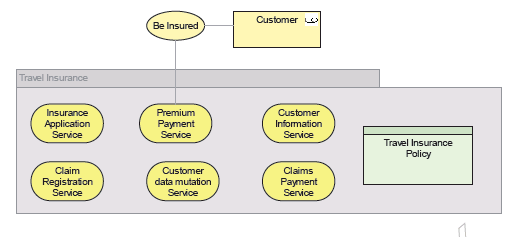 Be Insured
Customer
Travel Insurance
Insurance
Application
Service
Premium
Payment
Service
Customer
Information
Service
Travel Insurance
Policy
Claim
Registration
Service
Customer
data mutation
Service
Claims
Payment
Service